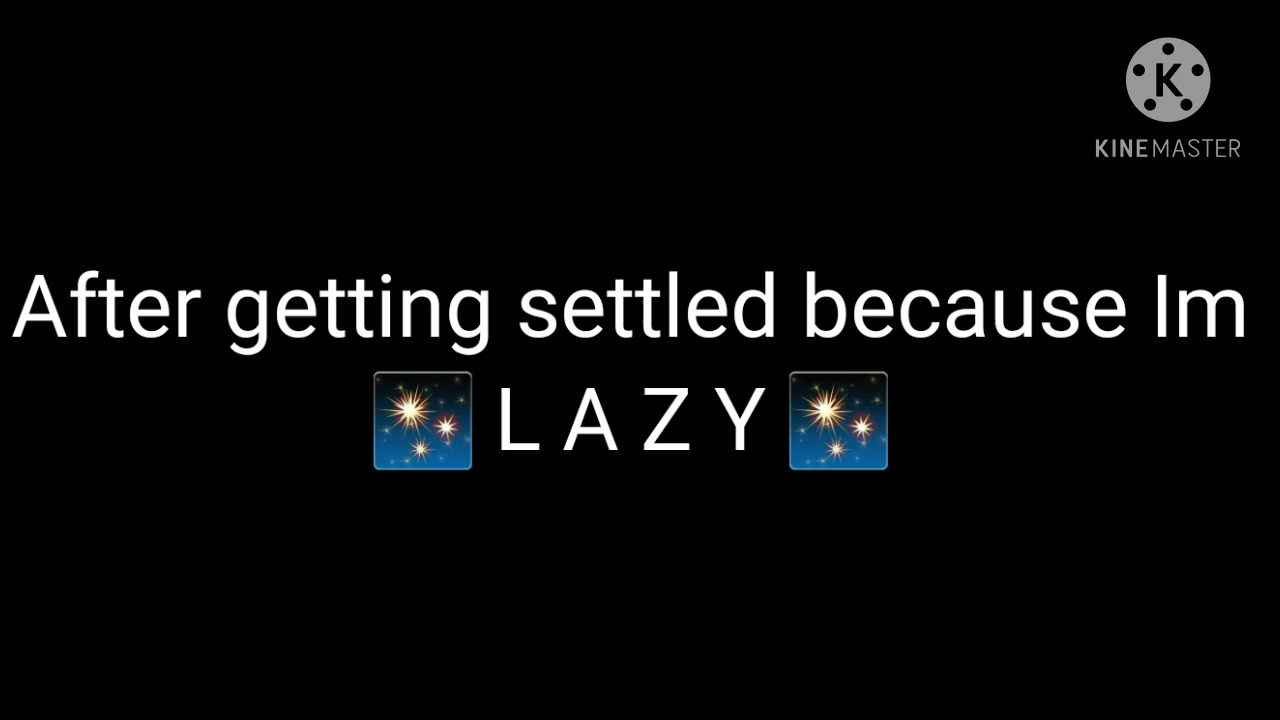 K
KINEMASTER
After getting settled because Im
🎇 L A Z Y 🎇